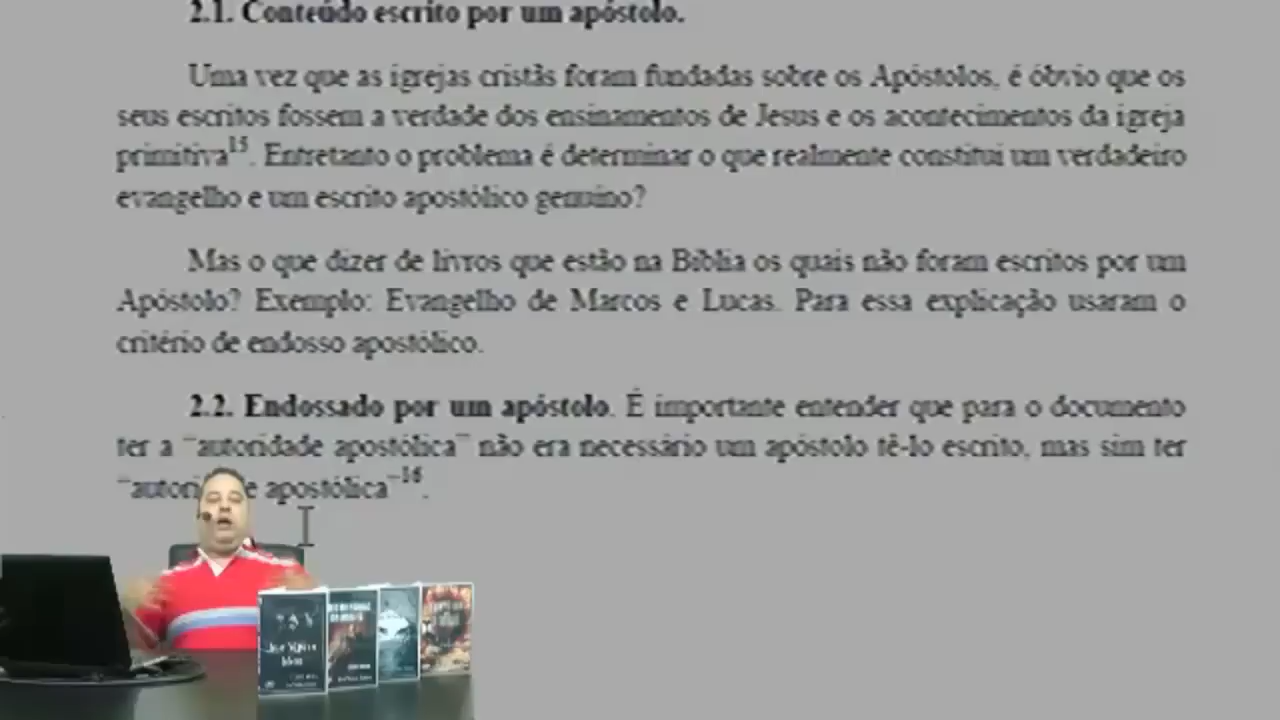 2.1. Conteúdo escrito por um apóstolo.
Uma vez que as igrejas cristãs foram fundadas sobre os Apóstolos, é óbvio que os
seus escritos fossem a verdade dos ensinamentos de Jesus e os acontecimentos da igreja
primitiva15. Entretanto o problema é determinar o que realmente constitui um verdadeiro
evangelho e um escrito apostólico genuíno?
Mas o que dizer de livros que estão na Bíblia os quais não foram escritos por um
Apóstolo? Exemplo: Evangelho de Marcos e Lucas. Para essa explicação usaram o
critério de endosso apostólico.
2.2. Endossado por um apóstolo. É importante entender que para o documento
ter a “autoridade apostólica” não era necessário um apóstolo tê-lo escrito, mas sim ter
apostólica”16.